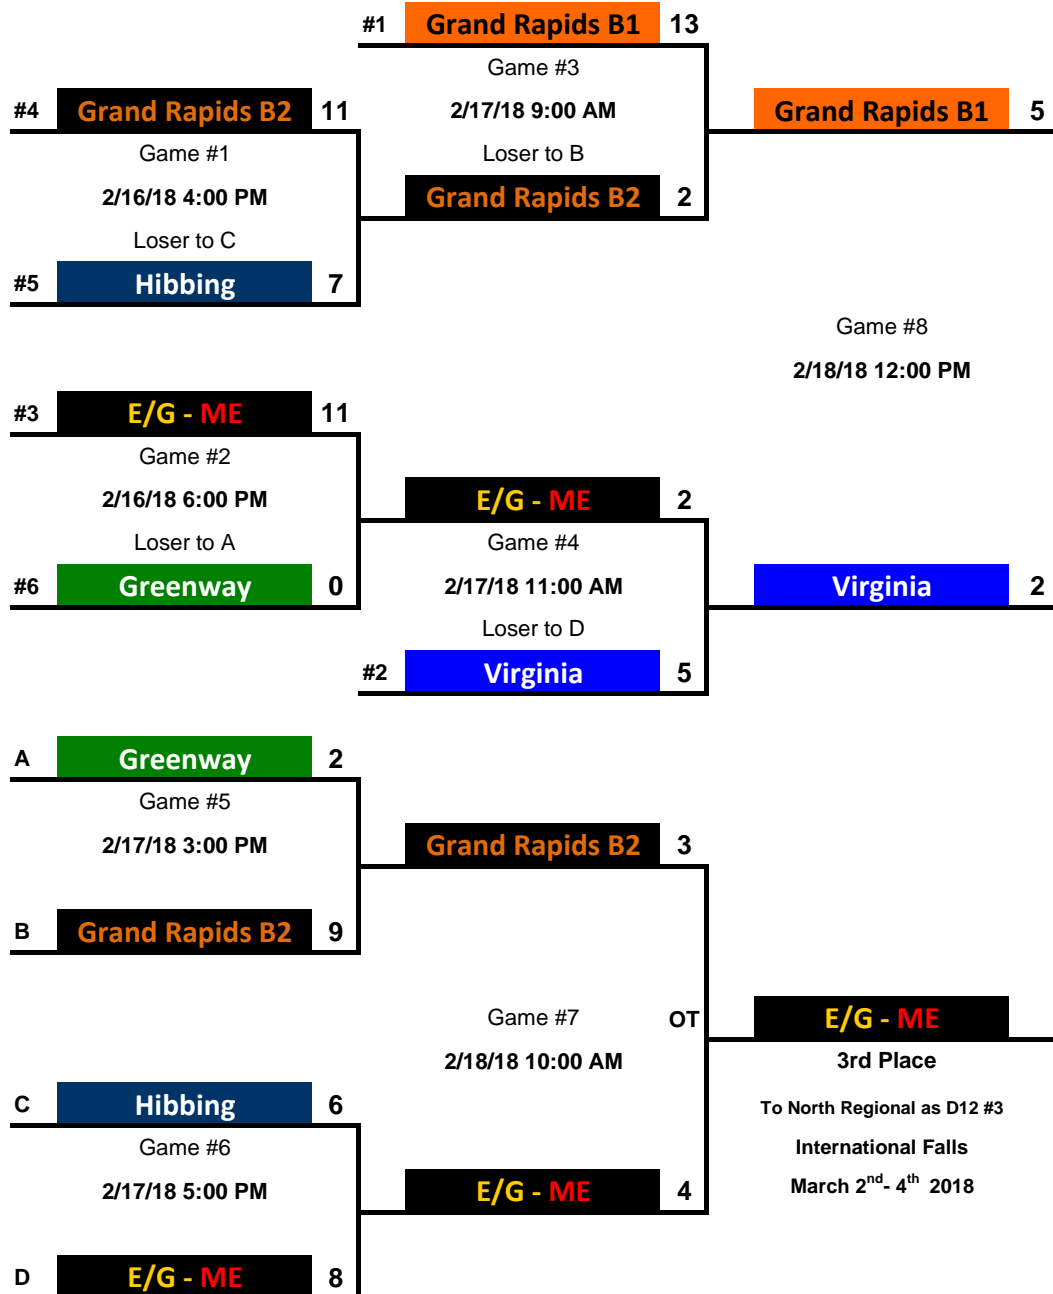 #1 Grand Rapids B1 13
Game #3
2/17/18 9:00 AM
Loser to B
Grand Rapids B2 2
#4 Grand Rapids B2 11
Game #1
2/16/18 4:00 PM
Loser to C
#5 Hibbing 7
Grand Rapids B1 5
Game #8
2/18/18 12:00 PM
Virginia 2
#3 E/G - ME 11
Game #2
2/16/18 6:00 PM
Loser to A
#6 Greenway 0
E/G - ME 2
Game #4
2/17/18 11:00 AM
Loser to D
#2 Virginia 5
A Greenway 2
Game #5
2/17/18 3:00 PM
B Grand Rapids B2 9
Grand Rapids B2 3
Game #7 OT
2/18/18 10:00 AM
E/G - ME 4
C Hibbing 6
Game #6
2/17/18 5:00 PM
D E/G - ME 8
E/G - ME
3rd Place
To North Regional as D12 #3
International Falls
March 2nd- 4th 2018